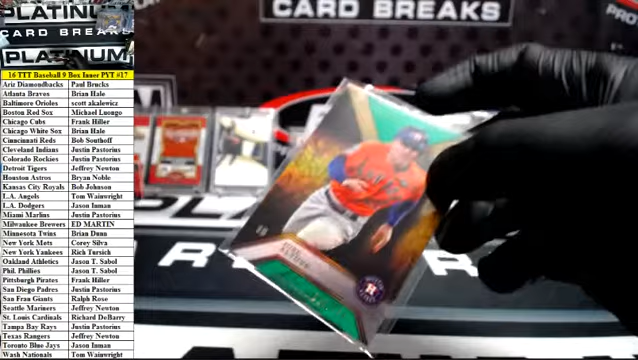 PLATINUM
CARD BREAKS
PLATINUM
CARD BREAKS
16 TTT Baseball 9 Box Inner PYT #17
Ariz Diamondbacks Paul Brucks
Atlanta Braves Brian Hale
Baltimore Orioles scott akalewicz
Boston Red Sox Michael Luongo
Chicago Cubs Frank Hiller
Chicago White Sox Brian Hale
Cincinnati Reds Bob Southoff
Cleveland Indians Justin Pastorius
Colorado Rockies Justin Pastorius
Detroit Tigers Jeffrey Newton
Houston Astros Bryan Noble
Kansas City Royals Bob Johnson
L.A. Angels Tom Wainwright
L.A. Dodgers Jason Inman
Miami Marlins Justin Pastorius
Milwaukee Brewers ED MARTIN
Minnesota Twins Brian Dunn
New York Mets Corey Silva
New York Yankees Rich Tursich
Oakland Athletics Jason T. Sabol
Phil. Phillies Jason T. Sabol
Pittsburgh Pirates Frank Hiller
San Diego Padres Justin Pastorius
San Fran Giants Ralph Rose
Seattle Mariners Jeffrey Newton
St. Louis Cardinals Richard DeBarry
Tampa Bay Rays Justin Pastorius
Texas Rangers Jeffrey Newton
Toronto Blue Jays Jason Inman
Wash Nationals Tom Wainwright